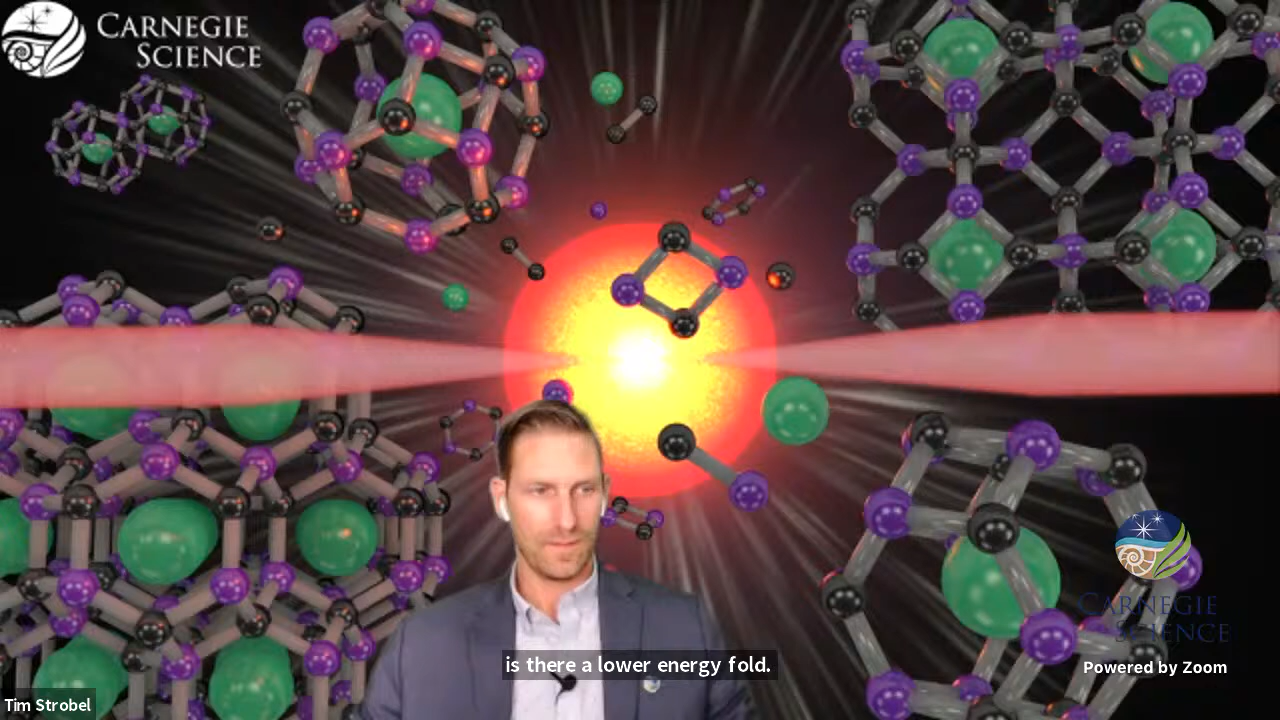 CARNEGIE
SCIENCE
CARNEGIE
SCIENCE
is there a lower energy fold.
Powered by Zoom
Tim Strobel